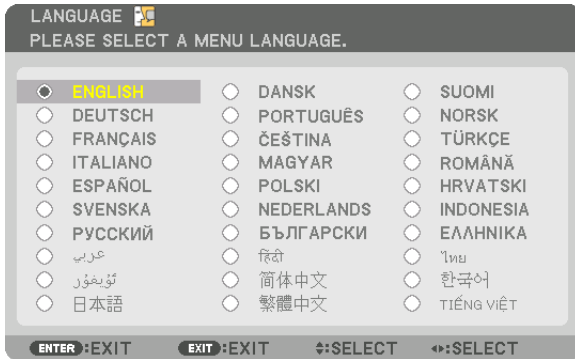 LANGUAGE
PLEASE SELECT A MENU LANGUAGE.
ENGLISH DANSK SUOMI
DEUTSCH PORTUGUÊS NORSK
FRANÇAIS ČEŠTINA TÜRKÇE
ITALIANO MAGYAR ROMÂNĂ
ESPAÑOL POLSKI HRVATSKI
SVENSKA NEDERLANDS INDONESIA
РУССКИЙ БЪЛГАРСКИ ΕΛΛΗΝΙΚΑ
عربي हिंदी ไทย
ئۇيغۇر 简体中文 한국어
日本語 繁體中文 TIẾNG VIỆT
ENTER :EXIT EXIT :EXIT :SELECT :SELECT